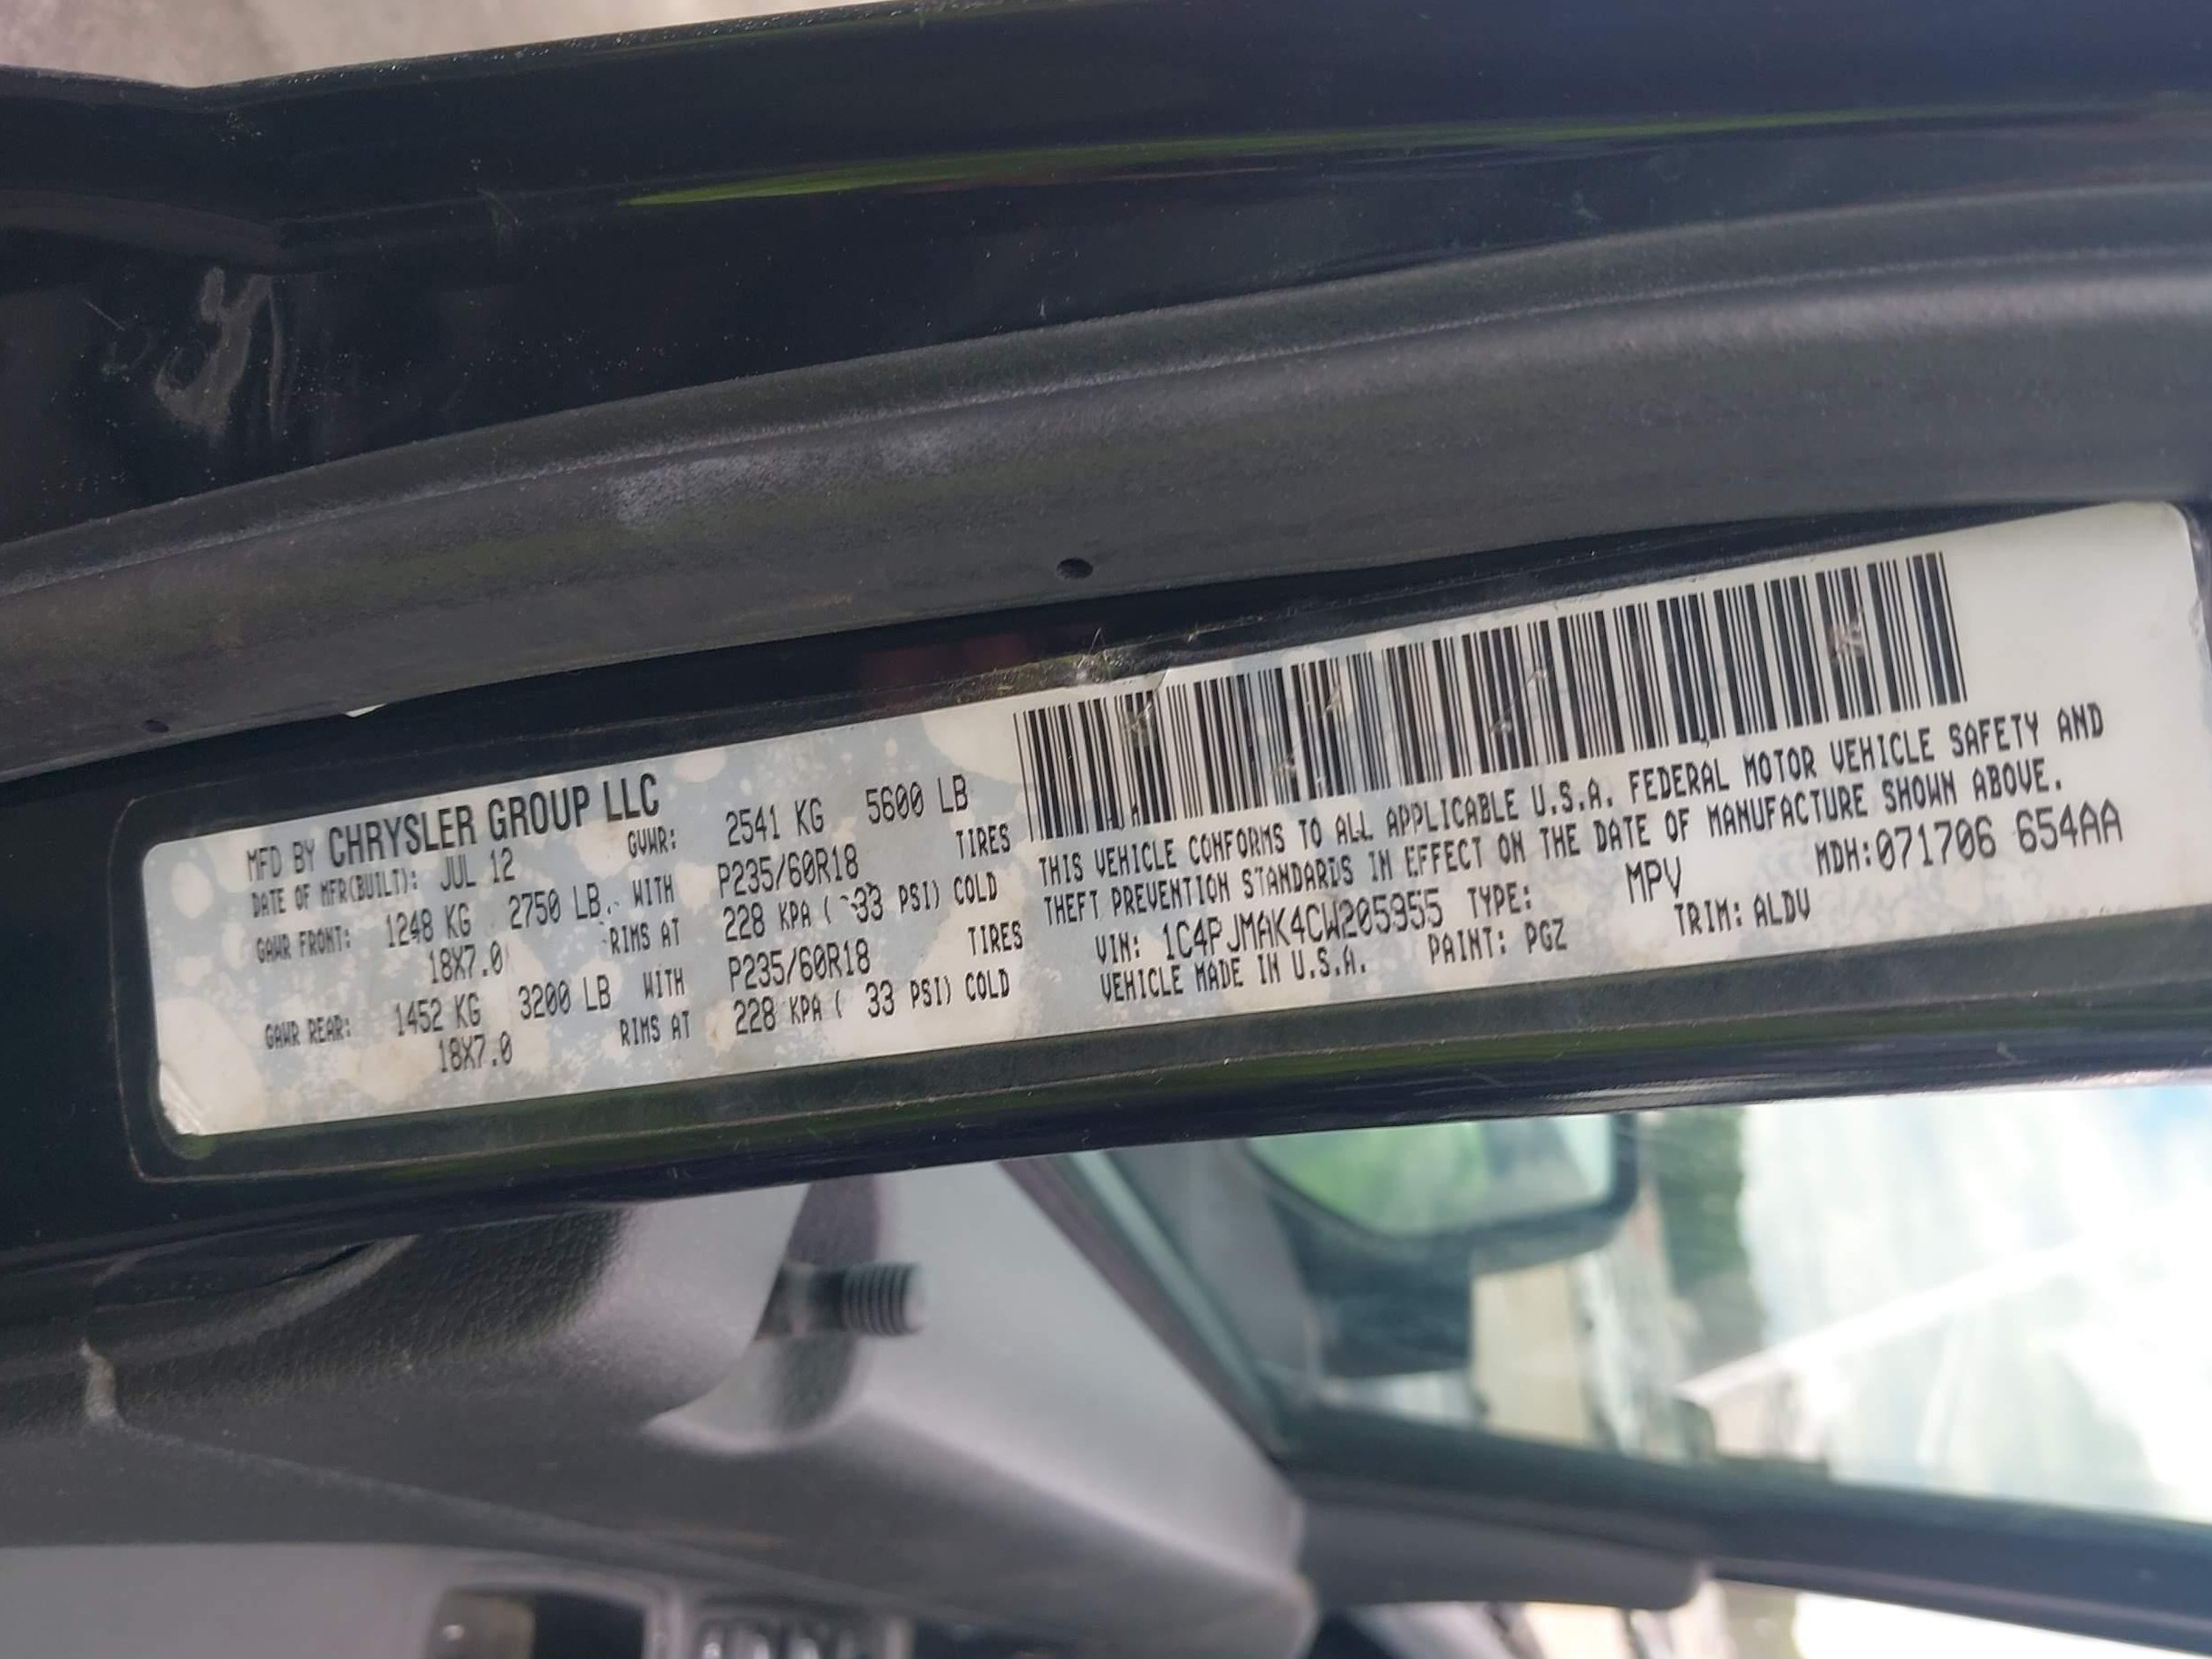 MFD BY CHRYSLER GROUP LLC
DATE OF MFR(BUILT): JUL 12 GVWR: 2541 KG 5600 LB
GAWR FRONT: 1248 KG 2750 LB. WITH P235/60R18 TIRES
18X7.0 RIMS AT 228 KPA ( 33 PSI) COLD
GAWR REAR: 1452 KG 3200 LB WITH P235/60R18 TIRES
18X7.0 RIMS AT 228 KPA ( 33 PSI) COLD
THIS VEHICLE CONFORMS TO ALL APPLICABLE U.S.A. FEDERAL MOTOR VEHICLE SAFETY AND
THEFT PREVENTION STANDARDS IN EFFECT ON THE DATE OF MANUFACTURE SHOWN ABOVE.
VIN: 1C4PJMAK4CW205955 TYPE: MPV MDH:071706 654AA
VEHICLE MADE IN U.S.A. PAINT: PGZ TRIM: ALDV